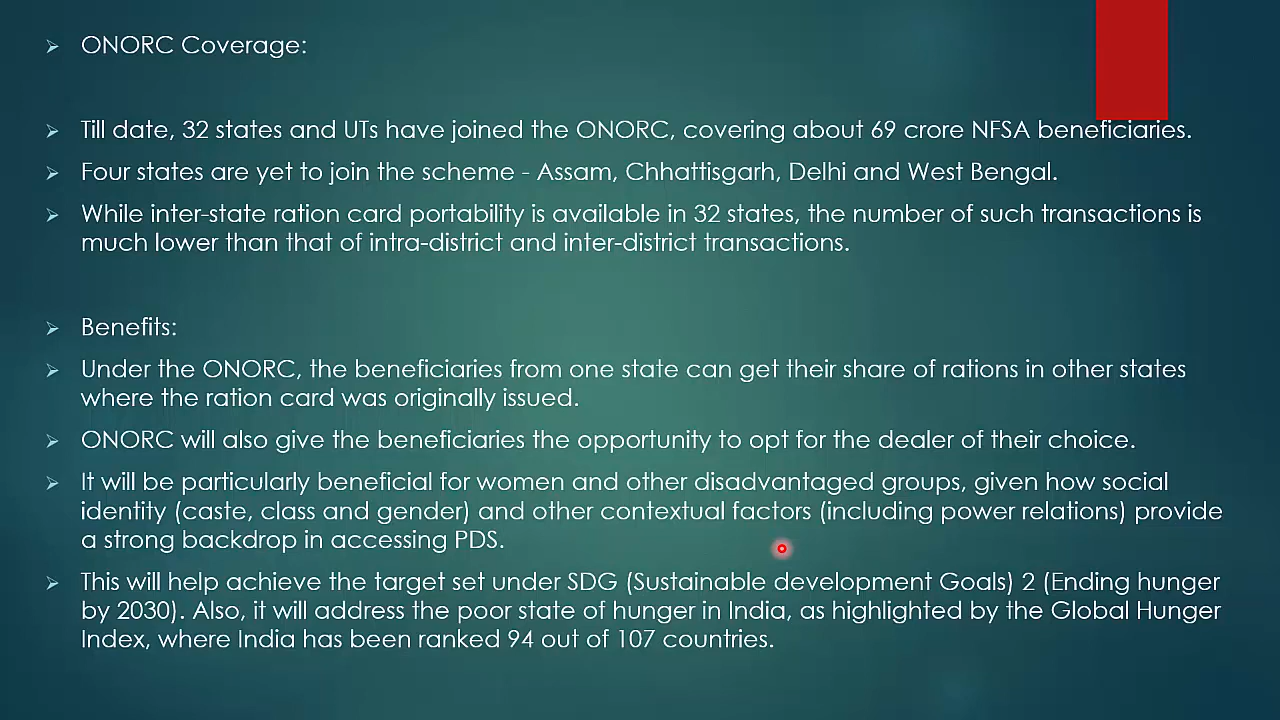 ONORC Coverage:
Till date, 32 states and UTs have joined the ONORC, covering about 69 crore NFSA beneficiaries.
Four states are yet to join the scheme - Assam, Chhattisgarh, Delhi and West Bengal.
While inter-state ration card portability is available in 32 states, the number of such transactions is
much lower than that of intra-district and inter-district transactions.
Benefits:
Under the ONORC, the beneficiaries from one state can get their share of rations in other states
where the ration card was originally issued.
ONORC will also give the beneficiaries the opportunity to opt for the dealer of their choice.
It will be particularly beneficial for women and other disadvantaged groups, given how social
identity (caste, class and gender) and other contextual factors (including power relations) provide
a strong backdrop in accessing PDS.
This will help achieve the target set under SDG (Sustainable development Goals) 2 (Ending hunger
by 2030). Also, it will address the poor state of hunger in India, as highlighted by the Global Hunger
Index, where India has been ranked 94 out of 107 countries.